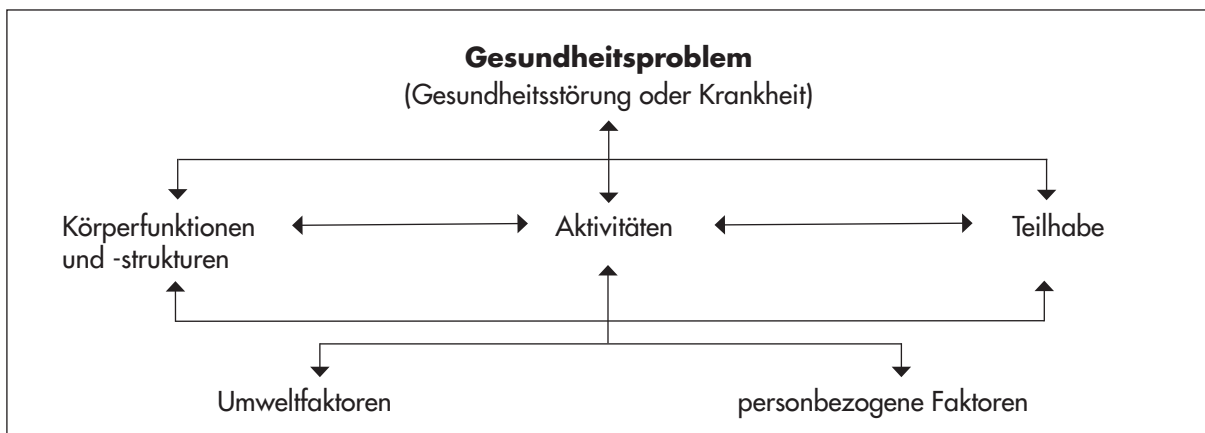 Gesundheitsproblem
(Gesundheitsstörung oder Krankheit)
Körperfunktionen
und -strukturen
Aktivitäten
Teilhabe
Umweltfaktoren
personbezogene Faktoren